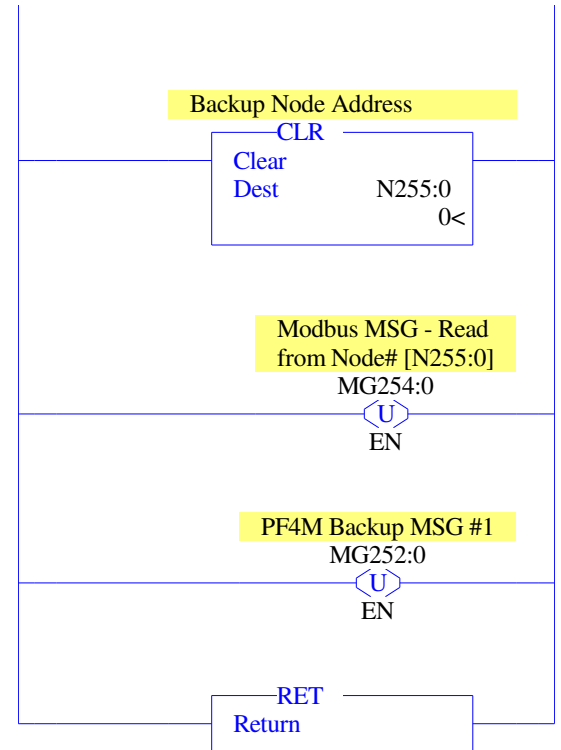 Backup Node Address
CLR
Clear
Dest N255:0
0<
Modbus MSG - Read
from Node# [N255:0]
MG254:0
U
EN
PF4M Backup MSG #1
MG252:0
U
EN
RET
Return